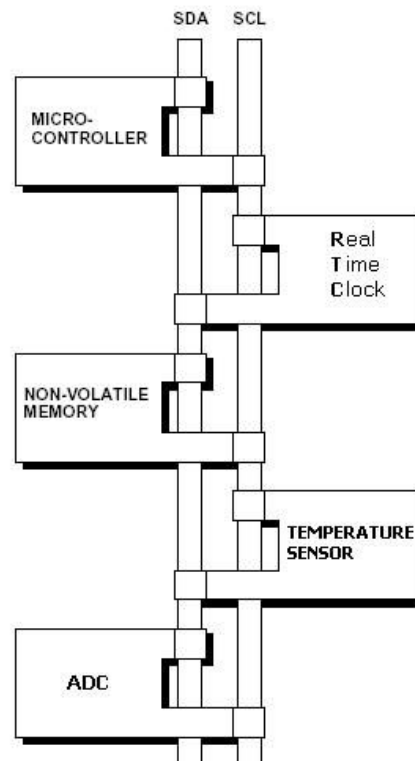 SDA SCL
MICRO-
CONTROLLER
Real
Time
Clock
NON-VOLATILE
MEMORY
TEMPERATURE
SENSOR
ADC